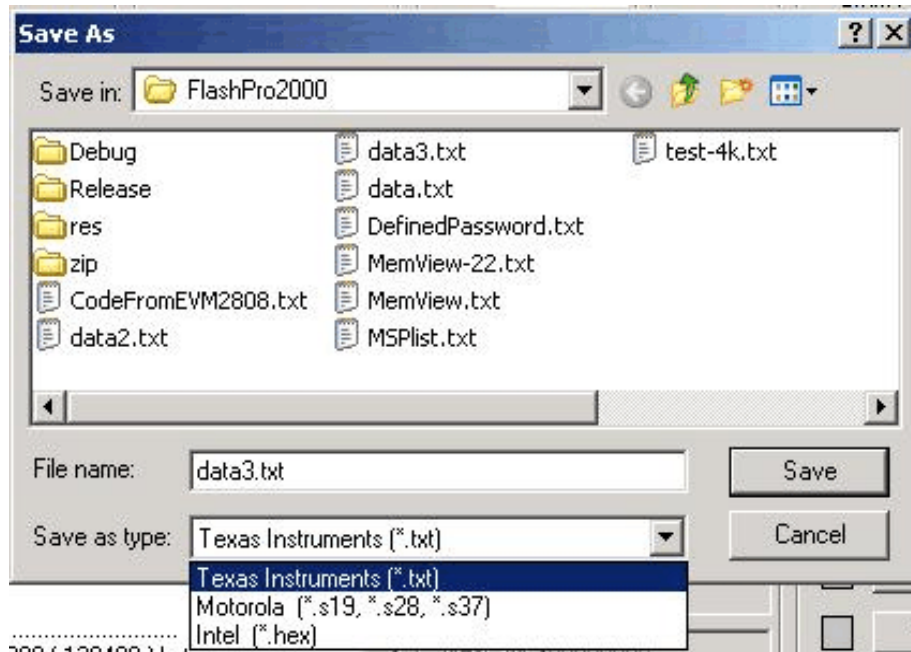 Save As
Save in: FlashPro2000
Debug
Release
res
zip
CodeFromEVM2808.txt
data2.txt
data3.txt
data.txt
DefinedPassword.txt
MemView-22.txt
MemView.txt
MSPlist.txt
test-4k.txt
File name: data3.txt
Save
Save as type: Texas Instruments (*.txt)
Cancel
Texas Instruments (*.txt)
Motorola (*.s19, *.s28, *.s37)
Intel (*.hex)